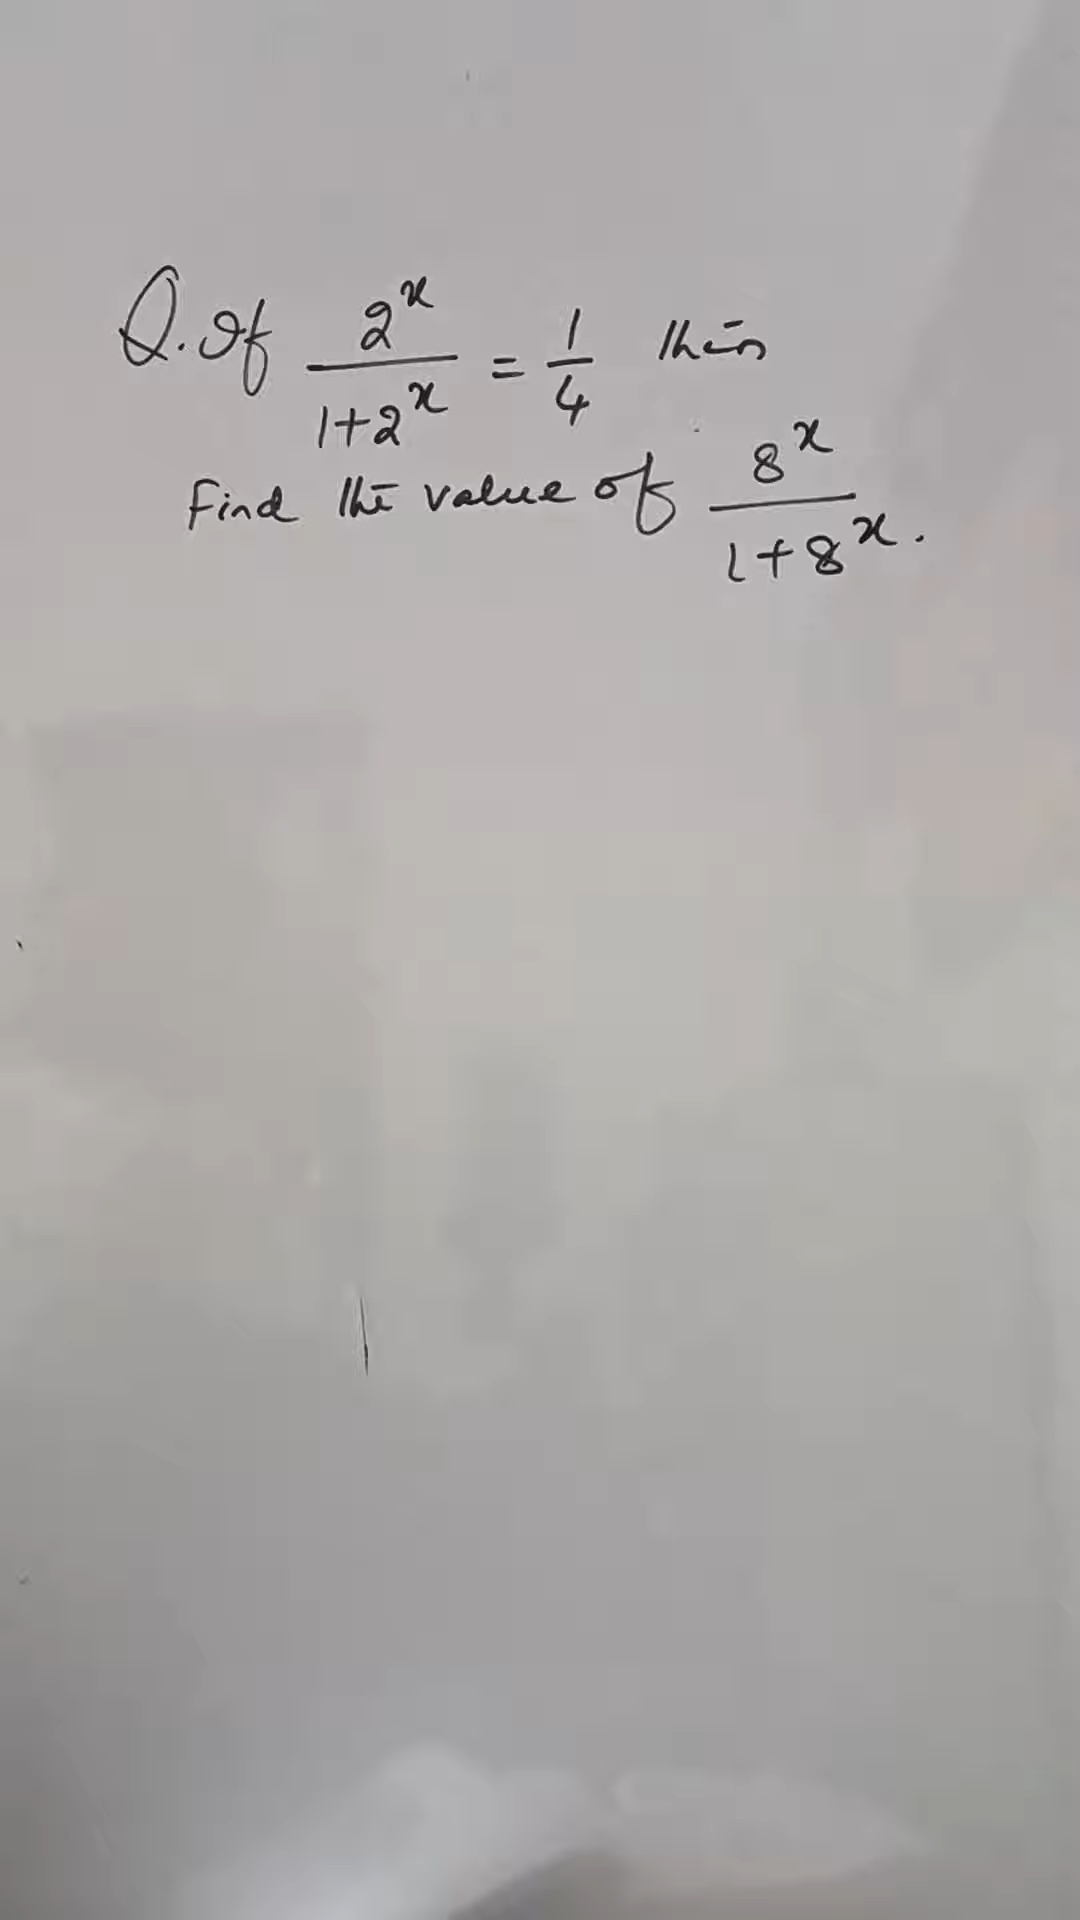 Q. If 2^x / 1+2^x = 1/4 then
Find the value of 8^x / 1+8^x.